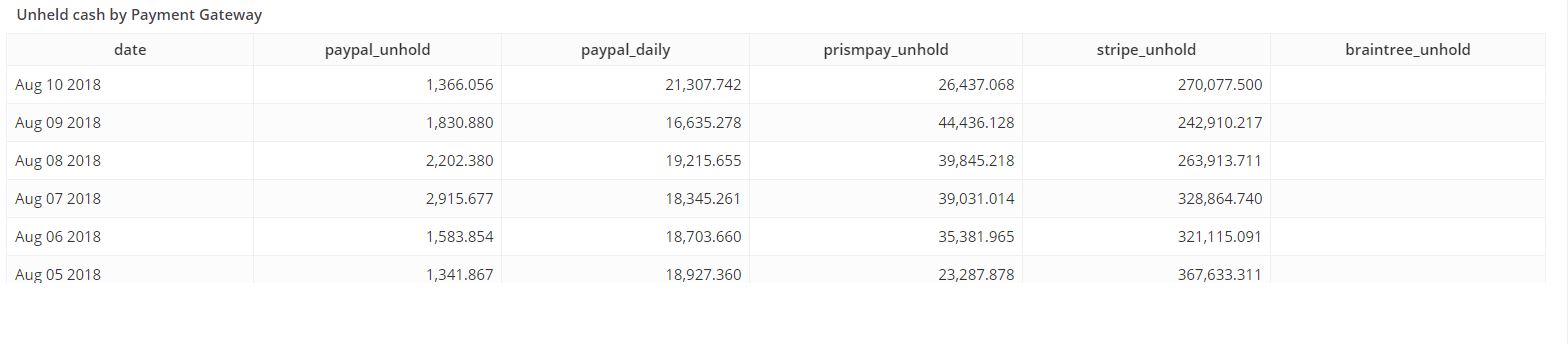 Unheld cash by Payment Gateway
date paypal_unhold paypal_daily prismpay_unhold stripe_unhold braintree_unhold
Aug 10 2018 1,366.056 21,307.742 26,437.068 270,077.500
Aug 09 2018 1,830.880 16,635.278 44,436.128 242,910.217
Aug 08 2018 2,202.380 19,215.655 39,845.218 263,913.711
Aug 07 2018 2,915.677 18,345.261 39,031.014 328,864.740
Aug 06 2018 1,583.854 18,703.660 35,381.965 321,115.091
Aug 05 2018 1,341.867 18,927.360 23,287.878 367,633.311